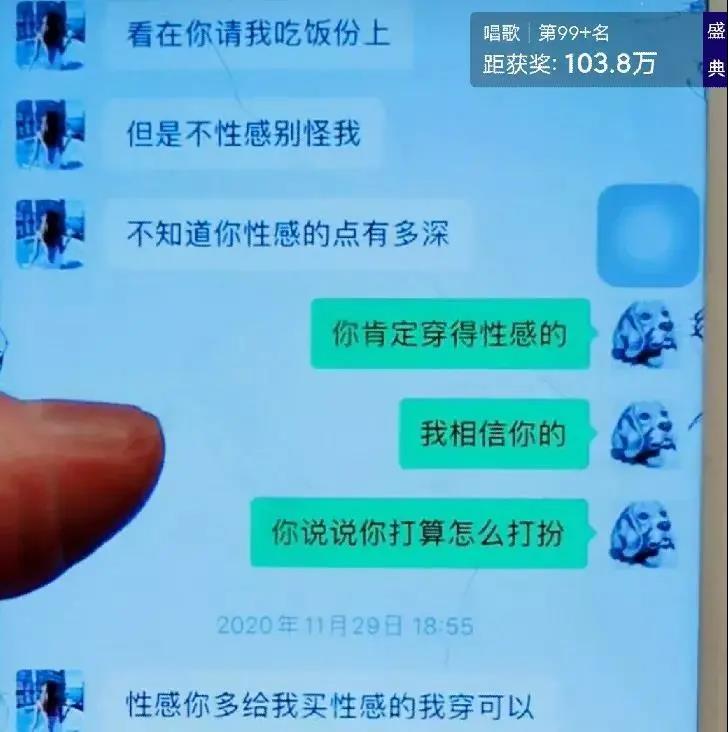 唱歌 第99+名
距获奖: 103.8万
盛典
看在你请我吃饭份上
但是不性感别怪我
不知道你性感的点有多深
你肯定穿得性感的
我相信你的
你说说你打算怎么打扮
2020年11月29日 18:55
性感你多给我买性感的我穿可以